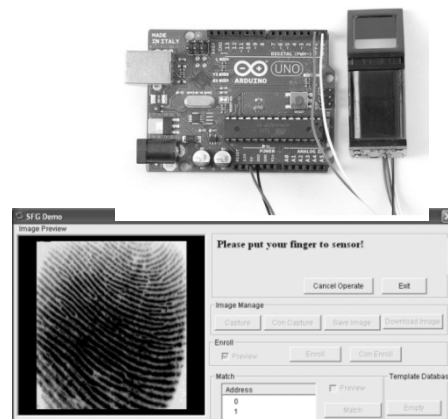 MADE IN
ITALY
DIGITAL (PWM~)
UNO
ARDUINO
RESET
POWER
ANALOG IN
SFG Demo
Image Preview
Please put your finger to sensor!
Cancel Operate
Exit
Image Manage
Capture
Con Capture
Save Image
Download Image
Enroll
Preview
Enroll
Con Enroll
Match
Template Databas
Address
0
1
Preview
Match
Empty